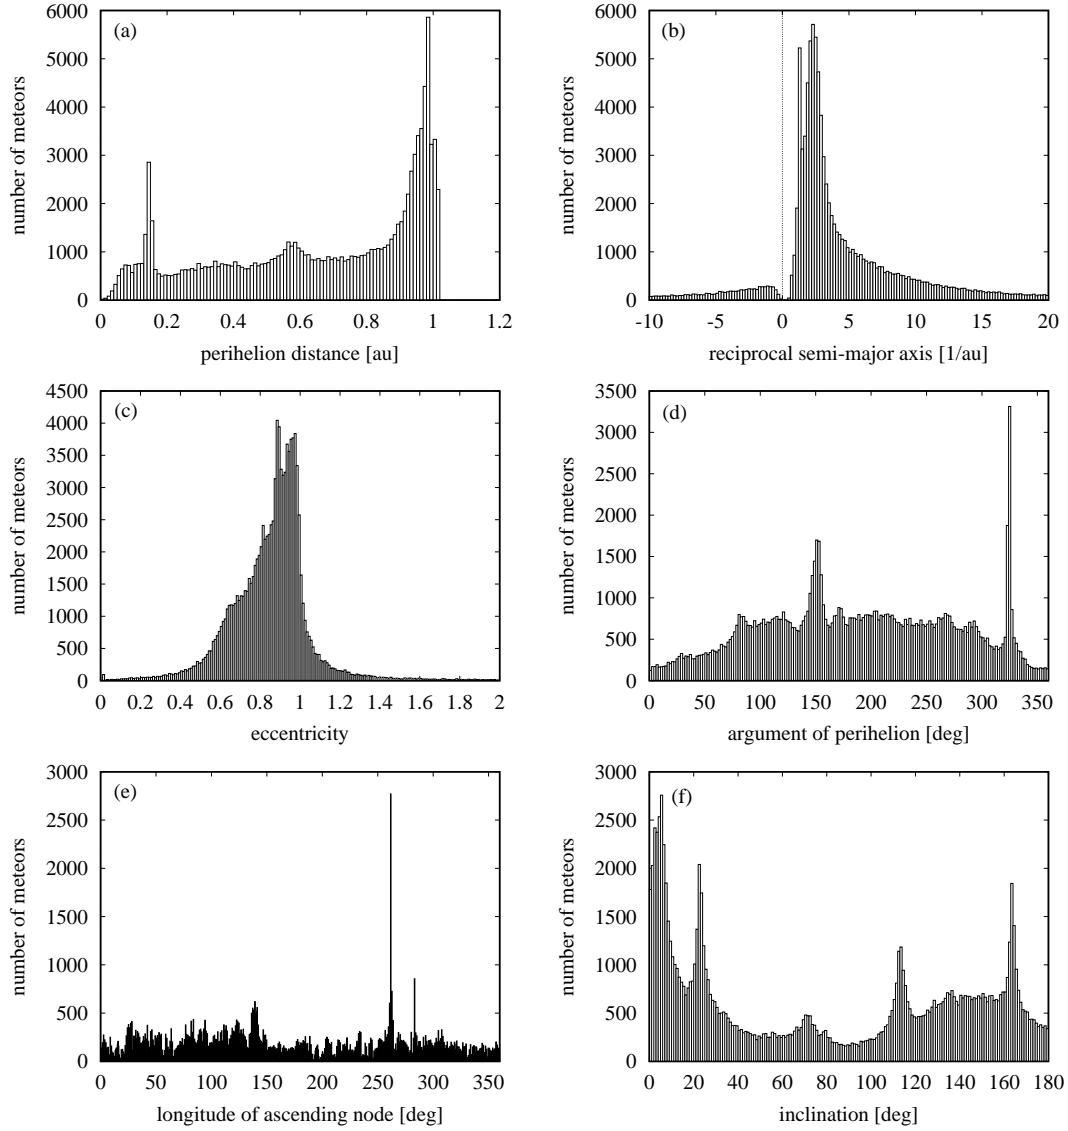 (a)
number of meteors
6000
5000
4000
3000
2000
1000
0
0 0.2 0.4 0.6 0.8 1 1.2
perihelion distance [au]
(b)
number of meteors
6000
5000
4000
3000
2000
1000
0
-10 -5 0 5 10 15 20
reciprocal semi-major axis [1/au]
(c)
number of meteors
4500
4000
3500
3000
2500
2000
1500
1000
500
0
0 0.2 0.4 0.6 0.8 1 1.2 1.4 1.6 1.8 2
eccentricity
(d)
number of meteors
3500
3000
2500
2000
1500
1000
500
0
0 50 100 150 200 250 300 350
argument of perihelion [deg]
(e)
number of meteors
3000
2500
2000
1500
1000
500
0
0 50 100 150 200 250 300 350
longitude of ascending node [deg]
(f)
number of meteors
3000
2500
2000
1500
1000
500
0
0 20 40 60 80 100 120 140 160 180
inclination [deg]